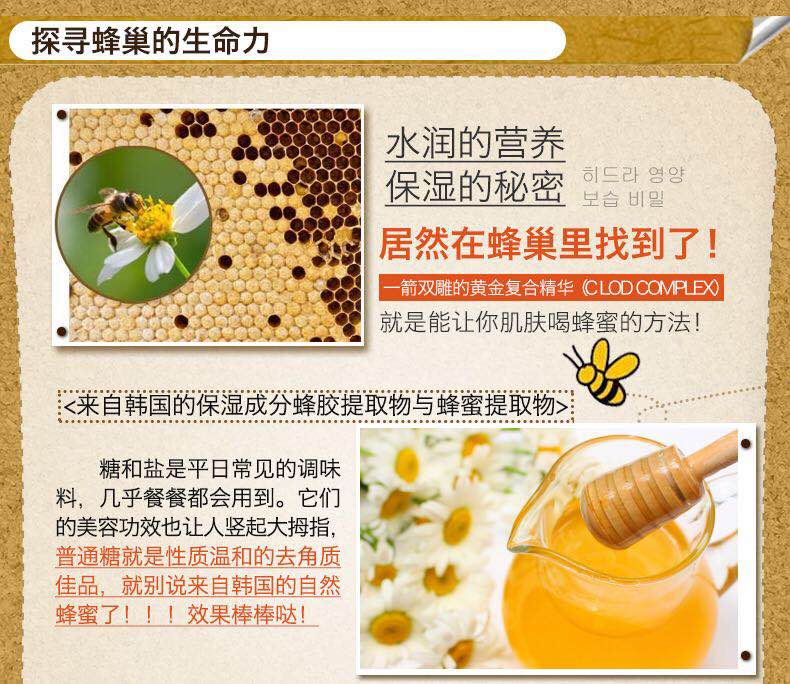 探寻蜂巢的生命力
水润的营养
保湿的秘密
히드라 영양
보습 비밀
居然在蜂巢里找到了！
一箭双雕的黄金复合精华 (C LOD COMPLEX)
就是能让你肌肤喝蜂蜜的方法！
<来自韩国的保湿成分蜂胶提取物与蜂蜜提取物>
糖和盐是平日常见的调味
料，几乎餐餐都会用到。它们
的美容功效也让人竖起大拇指，
普通糖就是性质温和的去角质
佳品，就别说来自韩国的自然
蜂蜜了！！！效果棒棒哒！